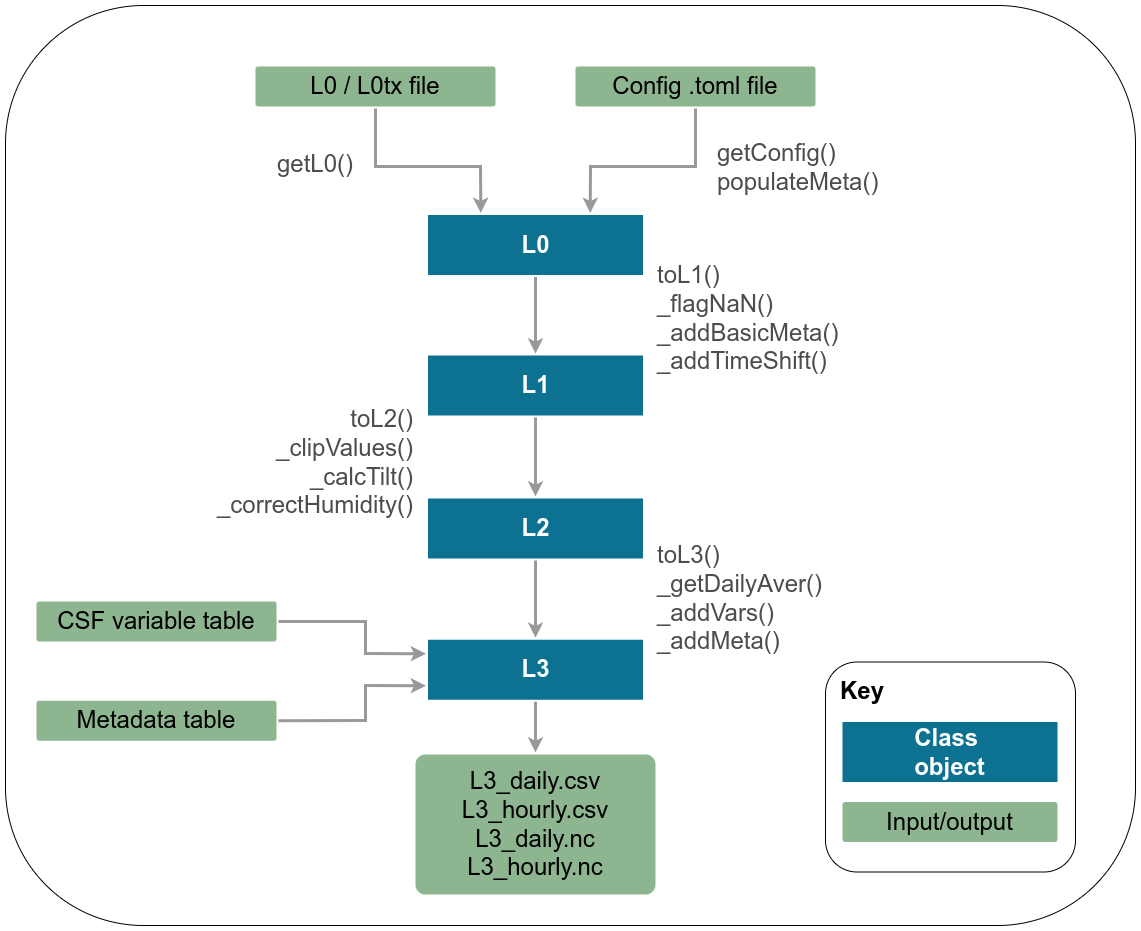 L0 / L0tx file
Config .toml file
getL0()
getConfig()
populateMeta()
L0
toL1()
_flagNaN()
_addBasicMeta()
_addTimeShift()
L1
toL2()
_clipValues()
_calcTilt()
_correctHumidity()
L2
toL3()
_getDailyAver()
_addVars()
_addMeta()
CSF variable table
L3
Metadata table
L3_daily.csv
L3_hourly.csv
L3_daily.nc
L3_hourly.nc
Key
Class
object
Input/output